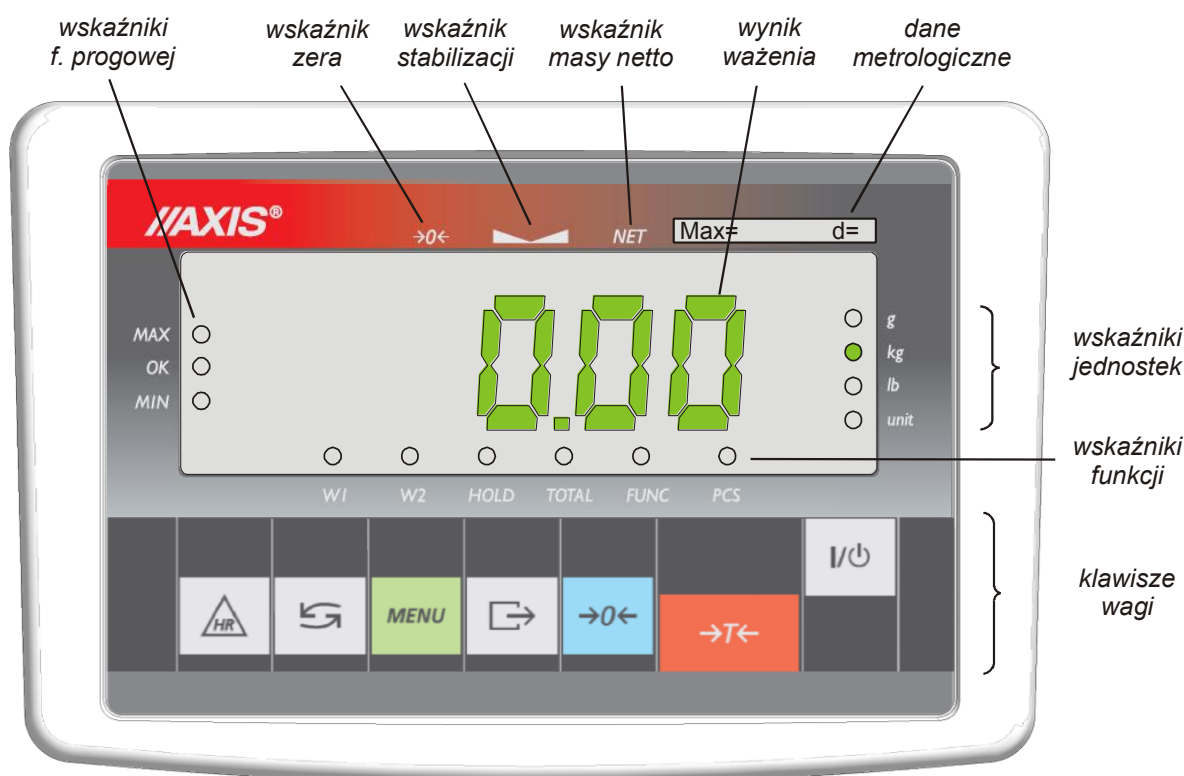 wskaźniki
f. progowej
wskaźnik
zera
wskaźnik
stabilizacji
wskaźnik
masy netto
wynik
ważenia
dane
metrologiczne
//AXIS®
→0←
NET
Max=
d=
0.00
MAX
OK
MIN
g
kg
lb
unit
wskaźniki
jednostek
W1
W2
HOLD
TOTAL
FUNC
PCS
wskaźniki
funkcji
HR
MENU
→0←
→T←
I/⏻
klawisze
wagi